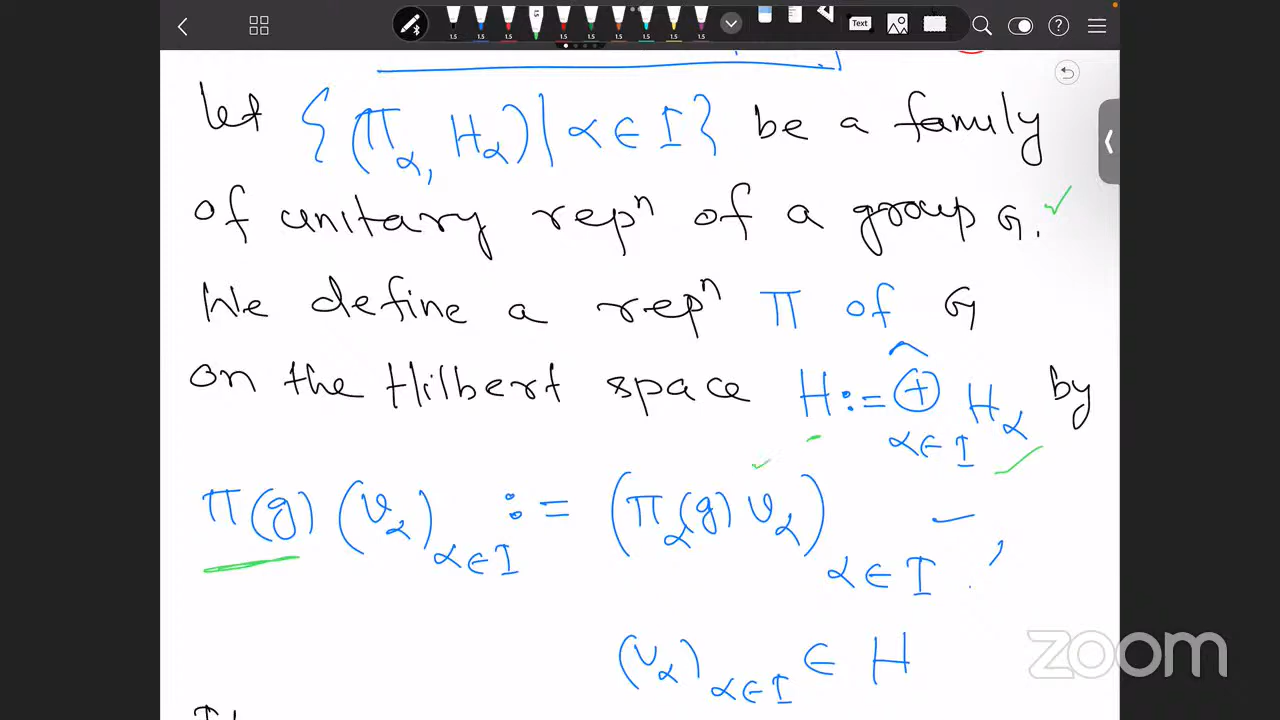 Text
let {(π_α, H_α) | α ∈ I} be a family
of unitary repⁿ of a group G.
We define a repⁿ π of G
on the Hilbert space H := ⊕̂_{α∈I} H_α by
π(g) (v_α)_{α∈I} := (π_α(g) v_α)_{α∈I},
(v_α)_{α∈I} ∈ H
zoom